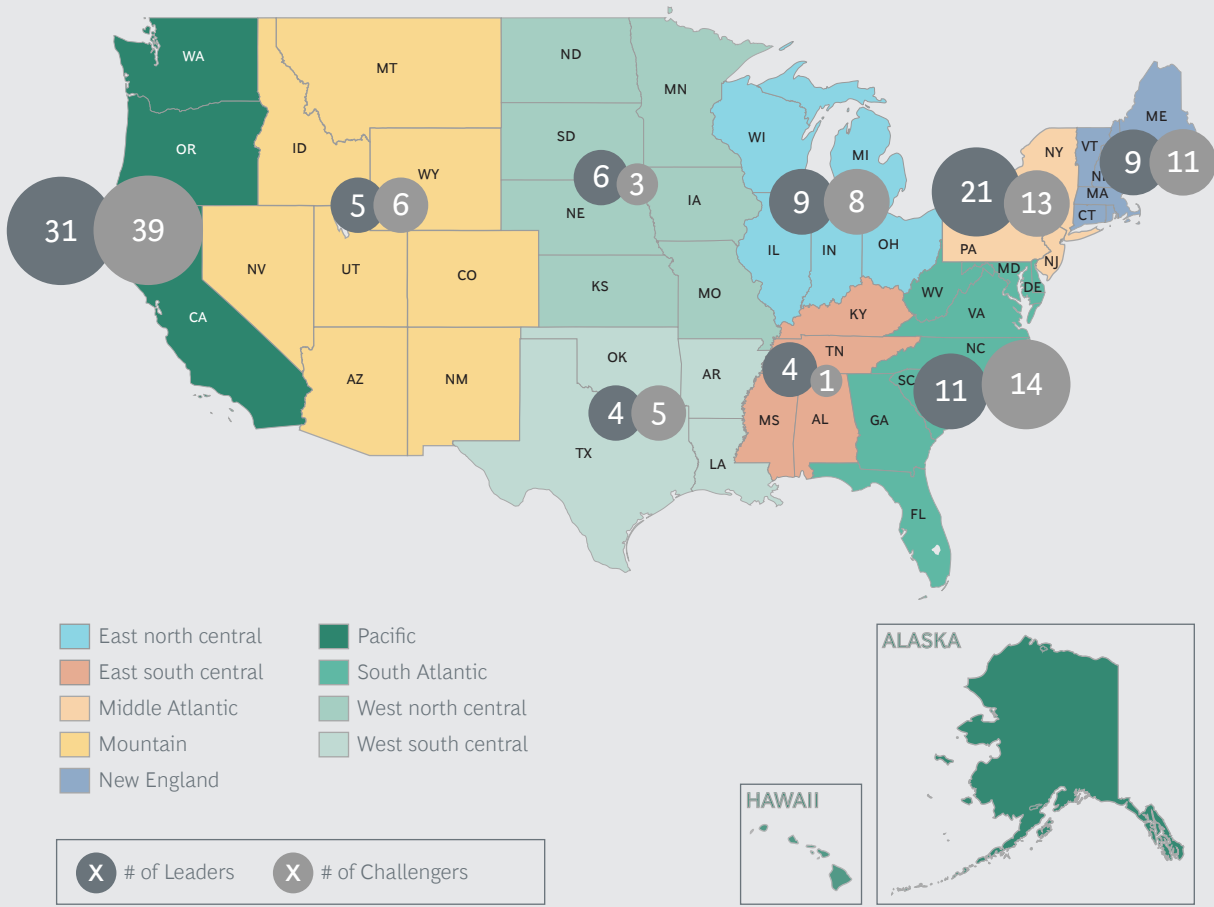 WA
MT
ND
MN
OR
ID
WY
SD
WI
MI
NY
VT
ME
9
11
NE
IA
MA
CT
31
39
5
6
6
3
9
8
21
13
NV
UT
CO
KS
MO
IL
IN
OH
PA
NJ
MD
DE
WV
VA
KY
CA
AZ
NM
OK
AR
TN
NC
SC
4
1
11
14
4
5
TX
LA
MS
AL
GA
FL
East north central
East south central
Middle Atlantic
Mountain
New England
Pacific
South Atlantic
West north central
West south central
X # of Leaders
X # of Challengers
HAWAII
ALASKA